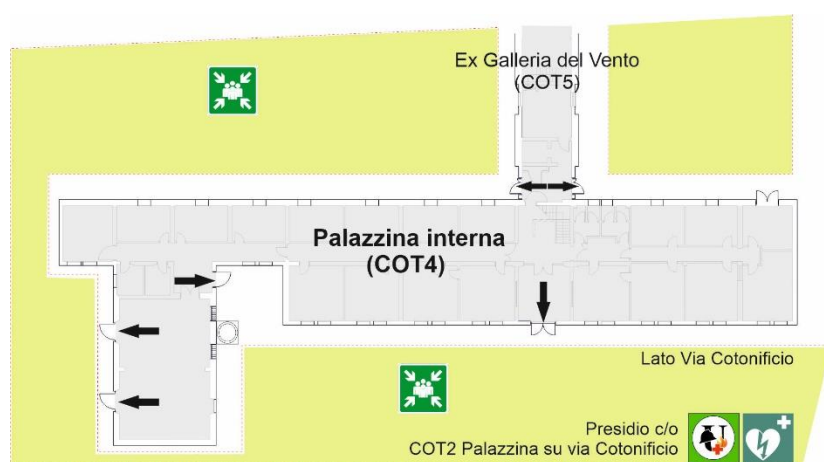 Ex Galleria del Vento
(COT5)
Palazzina interna
(COT4)
Lato Via Cotonificio
Presidio c/o
COT2 Palazzina su via Cotonificio